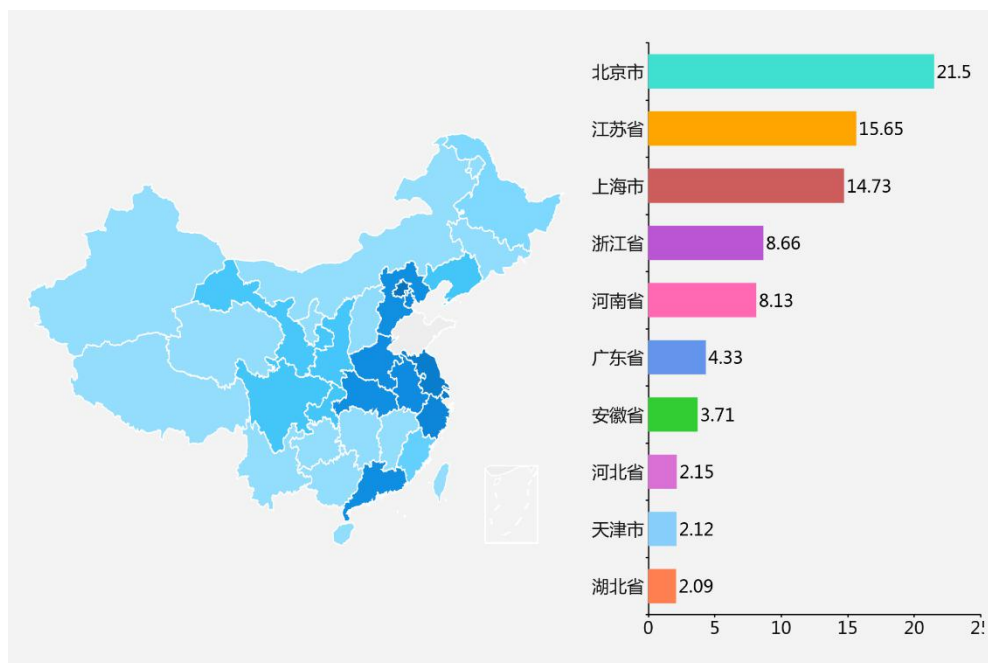 北京市 21.5
江苏省 15.65
上海市 14.73
浙江省 8.66
河南省 8.13
广东省 4.33
安徽省 3.71
河北省 2.15
天津市 2.12
湖北省 2.09
0 5 10 15 20